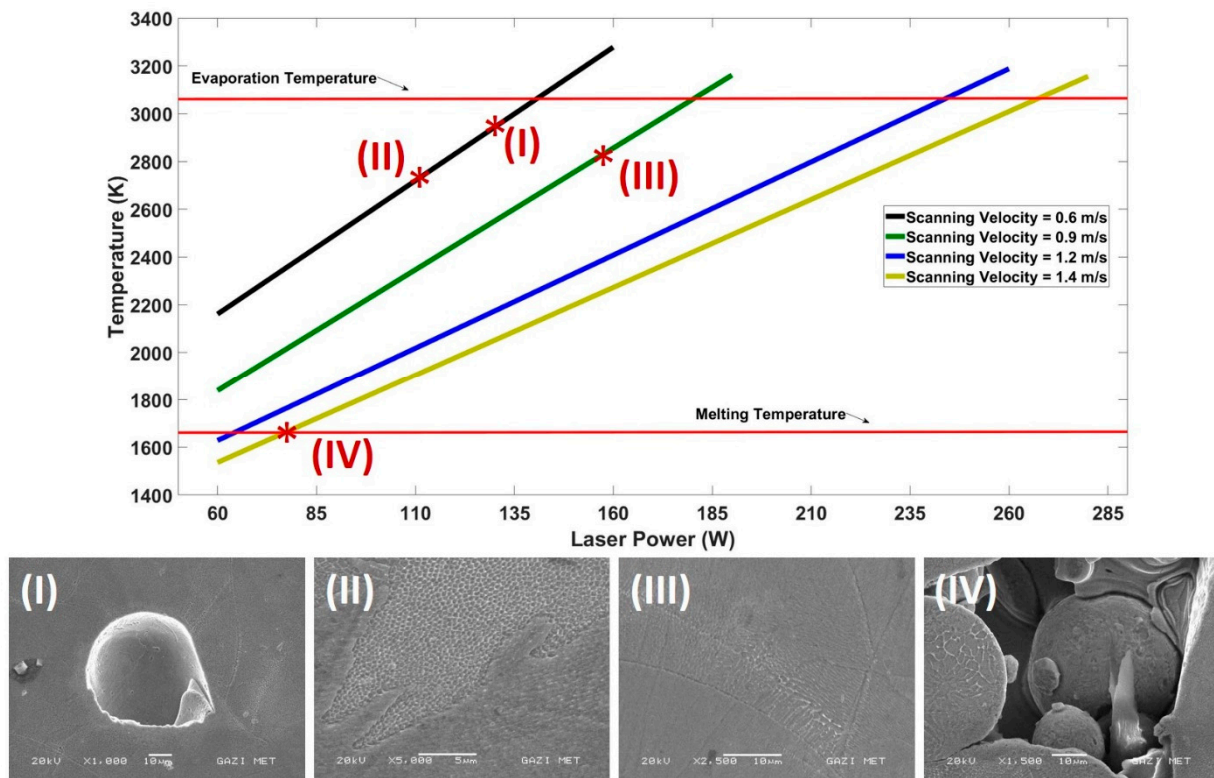 3400
3200
3000
2800
2600
2400
2200
2000
1800
1600
1400
Temperature (K)
Evaporation Temperature
(I)
(II)
(III)
Scanning Velocity = 0.6 m/s
Scanning Velocity = 0.9 m/s
Scanning Velocity = 1.2 m/s
Scanning Velocity = 1.4 m/s
Melting Temperature
(IV)
60 85 110 135 160 185 210 235 260 285
Laser Power (W)
(I)
20kV X1,000 10μm GAZI MET
(II)
20kV X5,000 5μm GAZI MET
(III)
20kV X2,500 10μm GAZI MET
(IV)
20kV X1,500 10μm GAZI MET